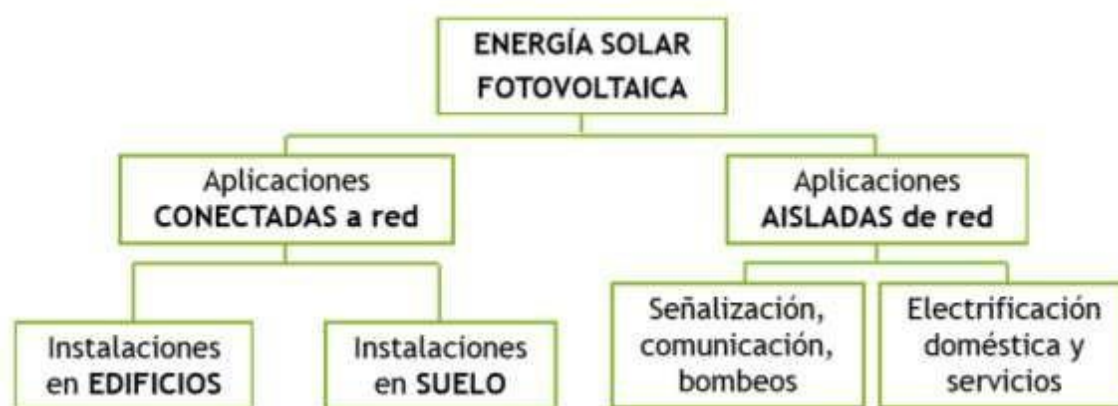 ENERGÍA SOLAR
FOTOVOLTAICA
Aplicaciones
CONECTADAS a red
Aplicaciones
AISLADAS de red
Instalaciones
en EDIFICIOS
Instalaciones
en SUELO
Señalización,
comunicación,
bombeos
Electrificación
doméstica y
servicios